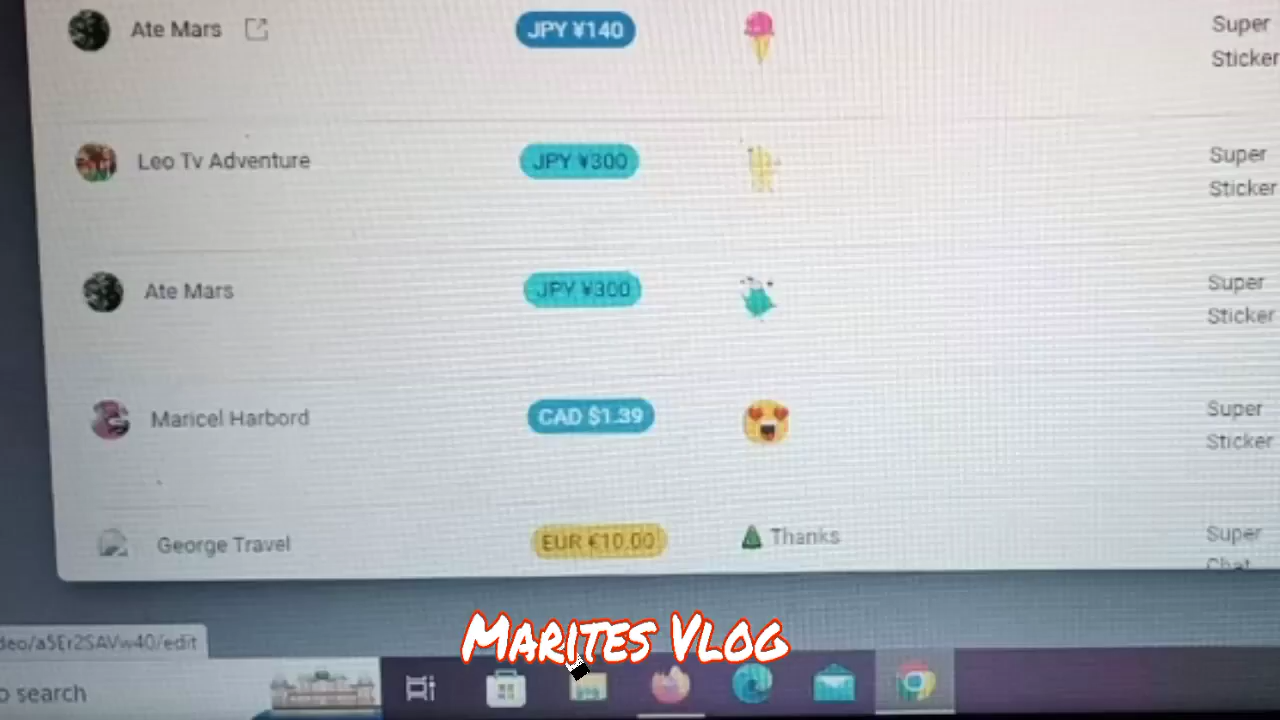 Ate Mars JPY ¥140 Super
Sticker
Leo Tv Adventure JPY ¥300 Super
Sticker
Ate Mars JPY ¥300 Super
Sticker
Maricel Harbord CAD $1.39 Super
Sticker
George Travel EUR €10.00 Thanks Super
Chat
Marites Vlog
deo/a5Er2SAVw40/edit
o search